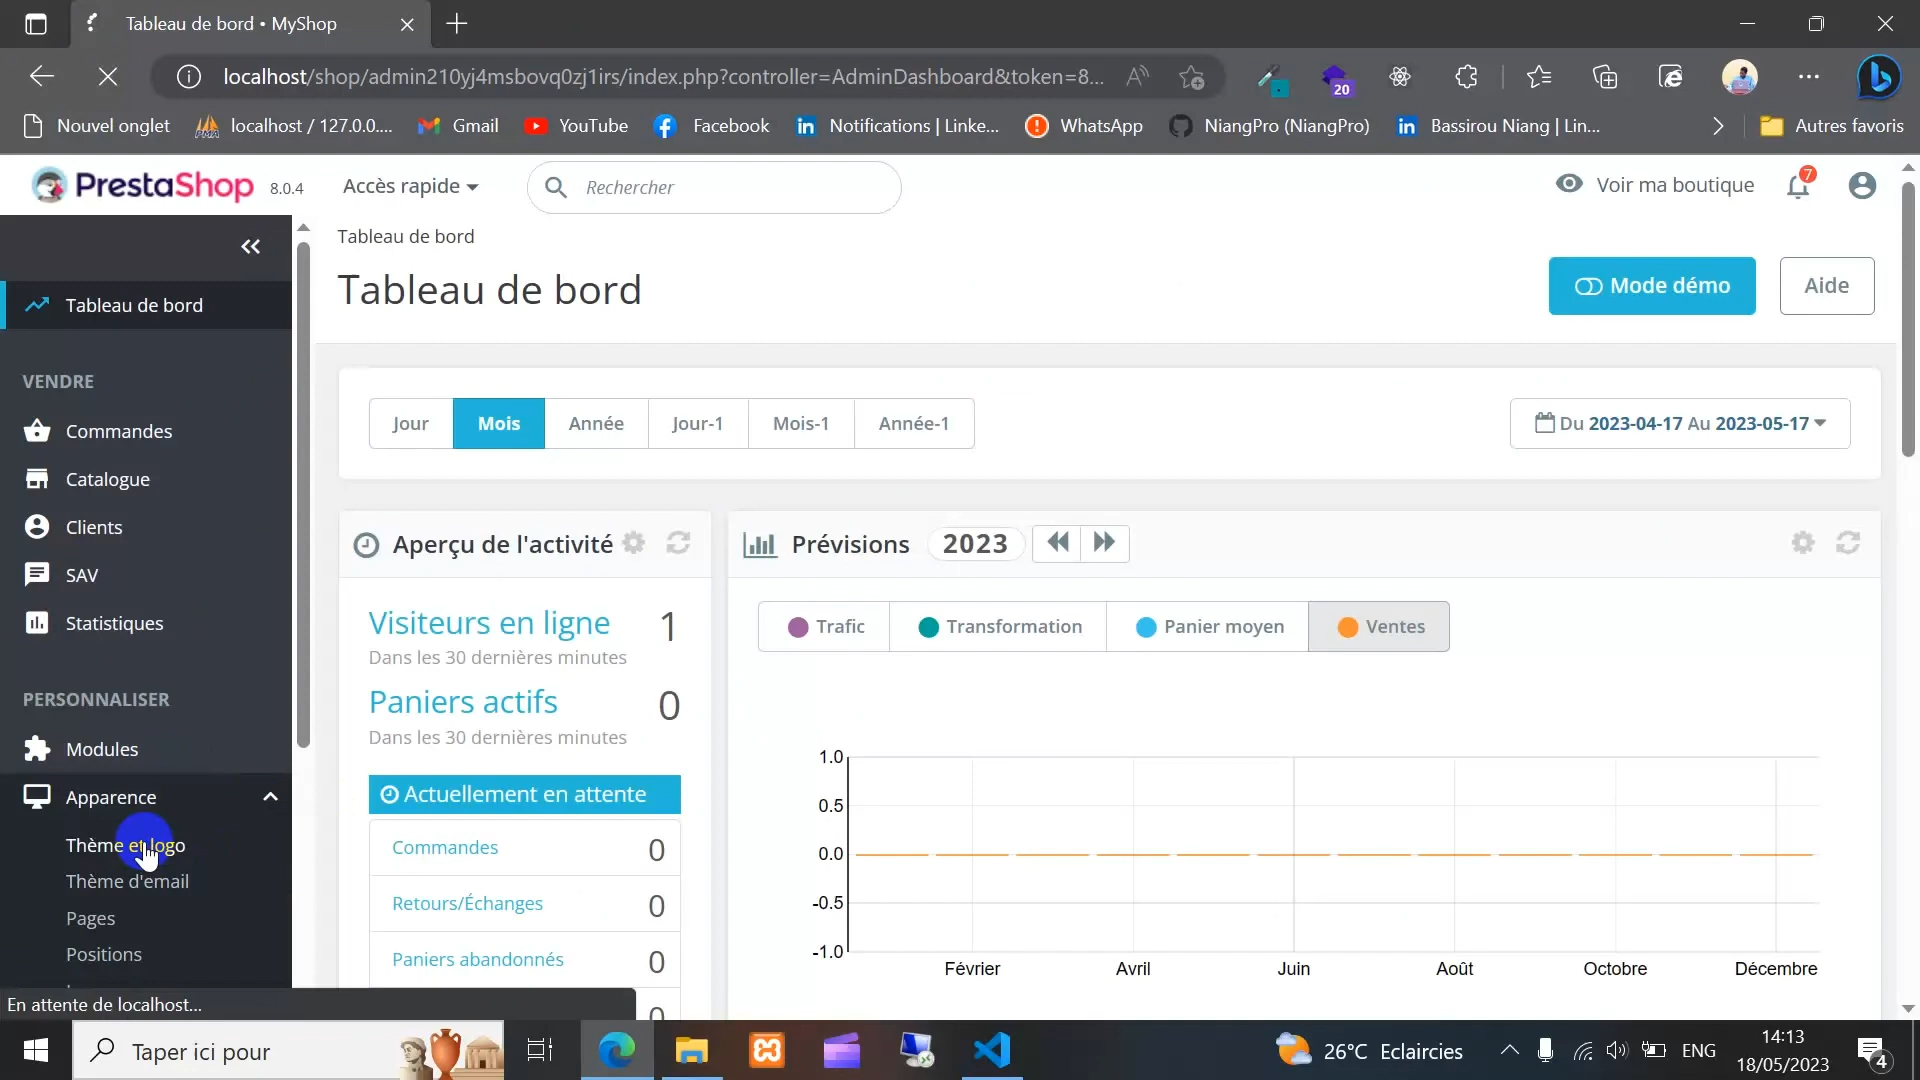 Tableau de bord • MyShop
localhost/shop/admin210yj4msbovq0zj1irs/index.php?controller=AdminDashboard&token=8...
20
Nouvel onglet
localhost / 127.0.0....
Gmail
YouTube
Facebook
Notifications | Linke...
WhatsApp
NiangPro (NiangPro)
Bassirou Niang | Lin...
Autres favoris
PrestaShop 8.0.4
Accès rapide
Rechercher
Voir ma boutique
7
Tableau de bord
Tableau de bord
Mode démo
Aide
Tableau de bord
VENDRE
Commandes
Catalogue
Clients
SAV
Statistiques
PERSONNALISER
Modules
Apparence
Thème et logo
Thème d'email
Pages
Positions
En attente de localhost...
Jour
Mois
Année
Jour-1
Mois-1
Année-1
Du 2023-04-17 Au 2023-05-17
Aperçu de l'activité
Visiteurs en ligne 1
Dans les 30 dernières minutes
Paniers actifs 0
Dans les 30 dernières minutes
Actuellement en attente
Commandes 0
Retours/Échanges 0
Paniers abandonnés 0
0
Prévisions 2023
Trafic
Transformation
Panier moyen
Ventes
1.0
0.5
0.0
-0.5
-1.0
Février
Avril
Juin
Août
Octobre
Décembre
Taper ici pour
26°C Eclaircies
ENG
14:13
18/05/2023
4